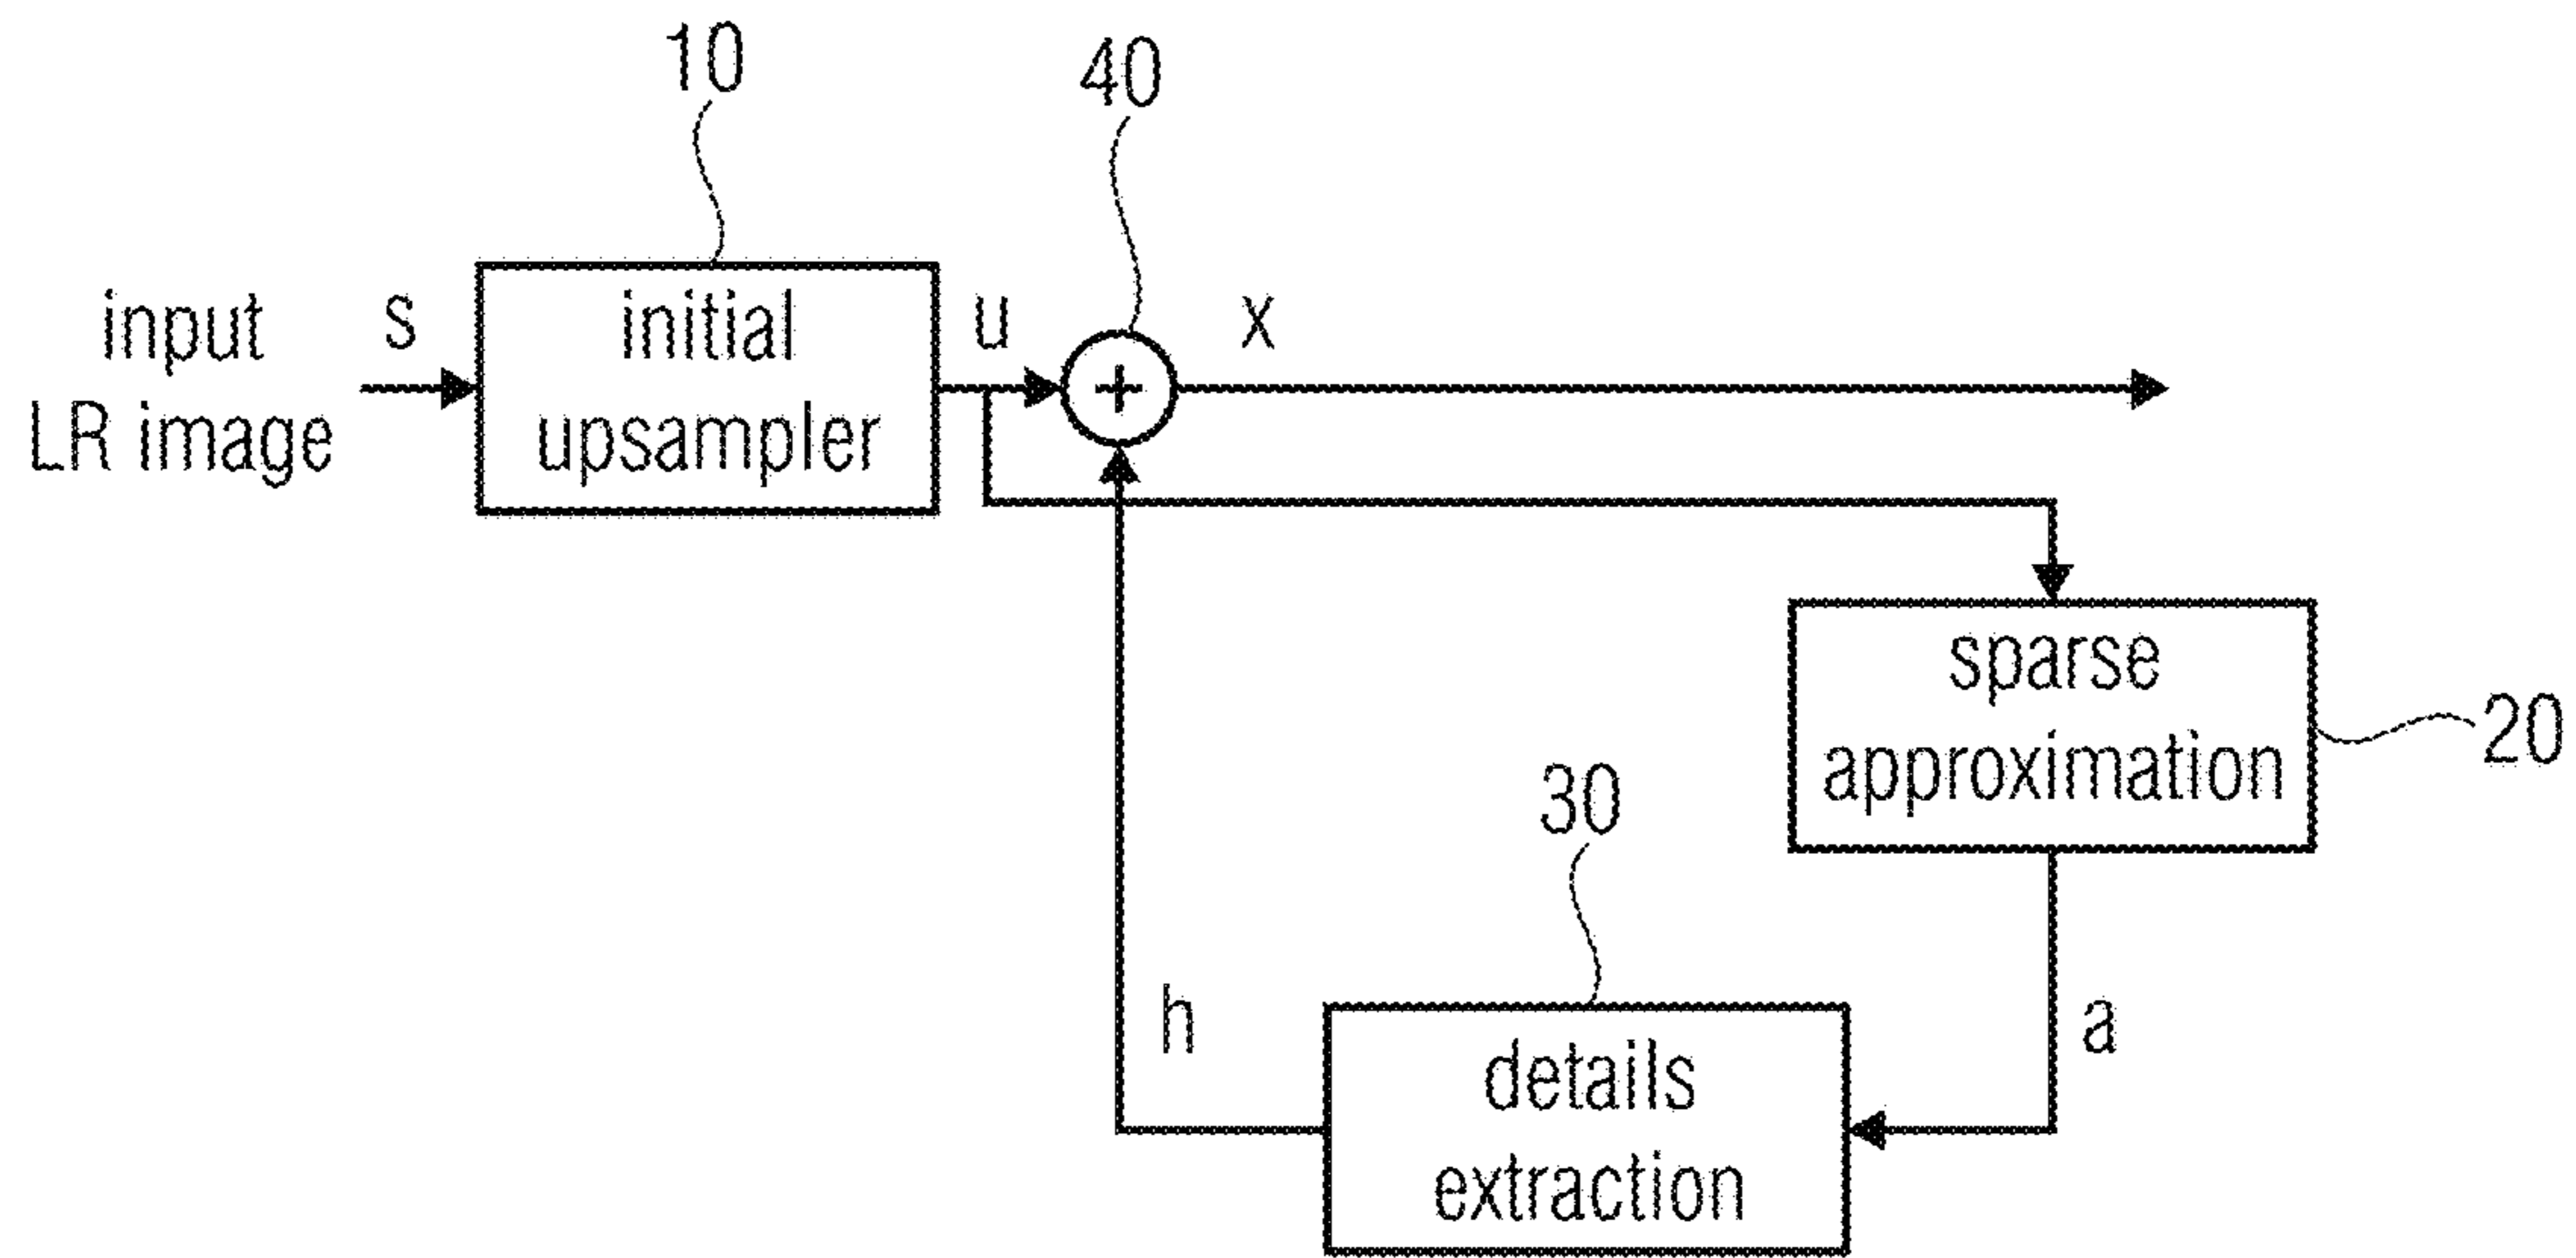 10
40
input
LR image
s
initial
upsampler
u
+
x
sparse
approximation
20
30
h
details
extraction
a